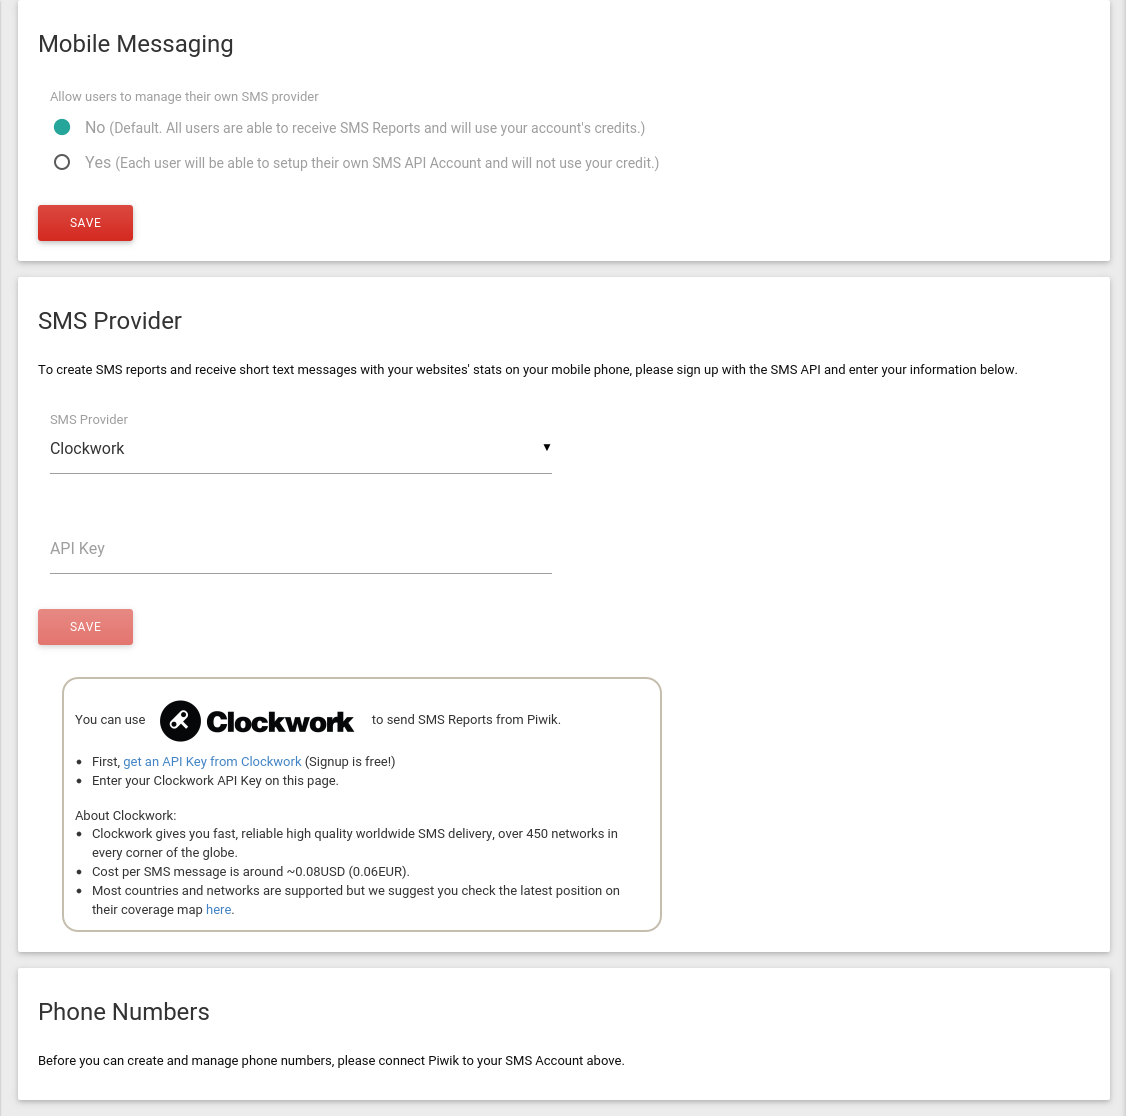 Mobile Messaging
Allow users to manage their own SMS provider
No (Default. All users are able to receive SMS Reports and will use your account's credits.)
Yes (Each user will be able to setup their own SMS API Account and will not use your credit.)
SAVE
SMS Provider
To create SMS reports and receive short text messages with your websites' stats on your mobile phone, please sign up with the SMS API and enter your information below.
SMS Provider
Clockwork
API Key
SAVE
You can use Clockwork to send SMS Reports from Piwik.
First, get an API Key from Clockwork (Signup is free!)
Enter your Clockwork API Key on this page.
About Clockwork:
Clockwork gives you fast, reliable high quality worldwide SMS delivery, over 450 networks in
every corner of the globe.
Cost per SMS message is around ~0.08USD (0.06EUR).
Most countries and networks are supported but we suggest you check the latest position on
their coverage map here.
Phone Numbers
Before you can create and manage phone numbers, please connect Piwik to your SMS Account above.